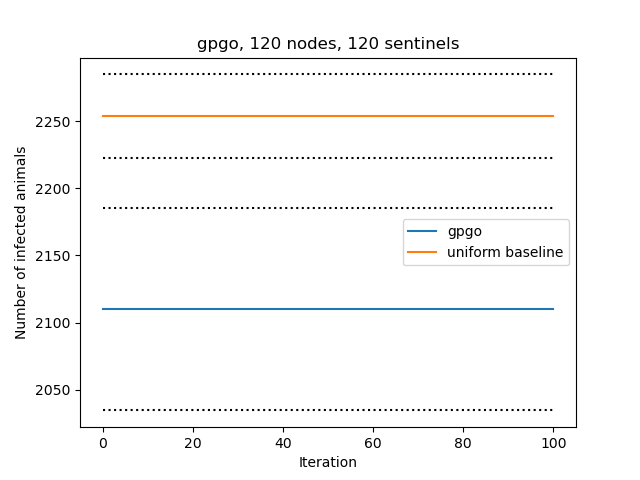 gpgo, 120 nodes, 120 sentinels
Number of infected animals
2250
2200
2150
2100
2050
gpgo
uniform baseline
0 20 40 60 80 100
Iteration